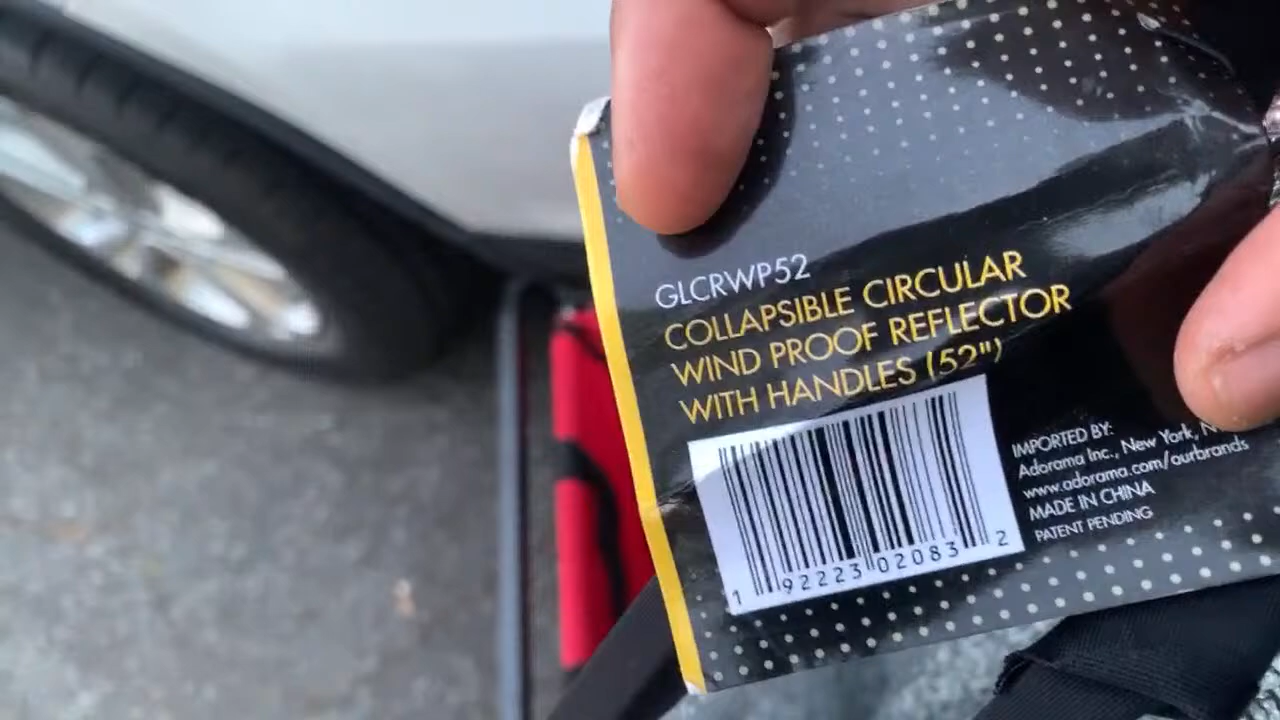 GLCRWP52
COLLAPSIBLE CIRCULAR
WIND PROOF REFLECTOR
WITH HANDLES (52")
1 92223 02083 2
IMPORTED BY:
Adorama Inc., New York,
www.adorama.com/ourbrands
MADE IN CHINA
PATENT PENDING